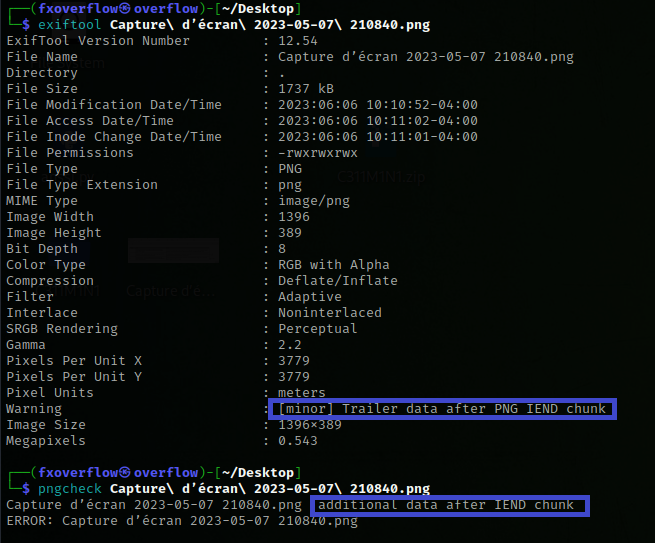 ┌──(fxoverflow㉿overflow)-[~/Desktop]
└─$ exiftool Capture\ d’écran\ 2023-05-07\ 210840.png
ExifTool Version Number : 12.54
File Name : Capture d’écran 2023-05-07 210840.png
Directory : .
File Size : 1737 kB
File Modification Date/Time : 2023:06:06 10:10:52-04:00
File Access Date/Time : 2023:06:06 10:11:02-04:00
File Inode Change Date/Time : 2023:06:06 10:11:01-04:00
File Permissions : -rwxrwxrwx
File Type : PNG
File Type Extension : png
MIME Type : image/png
Image Width : 1396
Image Height : 389
Bit Depth : 8
Color Type : RGB with Alpha
Compression : Deflate/Inflate
Filter : Adaptive
Interlace : Noninterlaced
SRGB Rendering : Perceptual
Gamma : 2.2
Pixels Per Unit X : 3779
Pixels Per Unit Y : 3779
Pixel Units : meters
Warning : [minor] Trailer data after PNG IEND chunk
Image Size : 1396×389
Megapixels : 0.543
┌──(fxoverflow㉿overflow)-[~/Desktop]
└─$ pngcheck Capture\ d’écran\ 2023-05-07\ 210840.png
Capture d’écran 2023-05-07 210840.png additional data after IEND chunk
ERROR: Capture d’écran 2023-05-07 210840.png